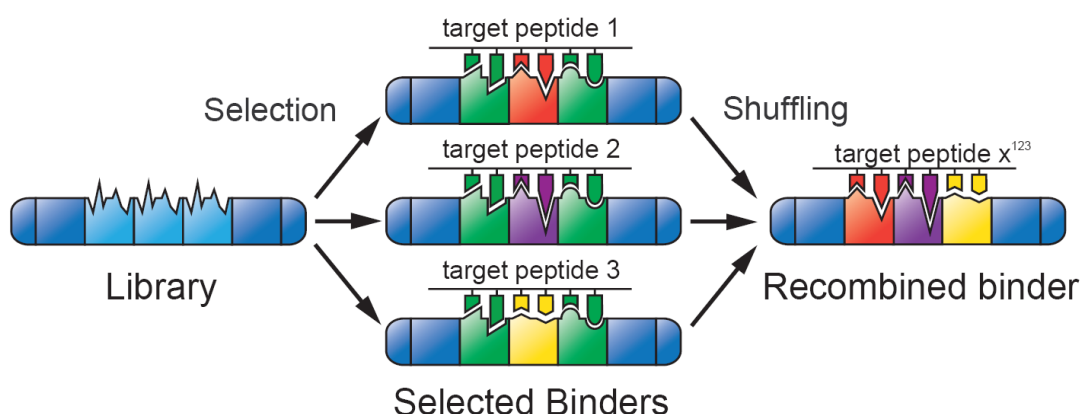 target peptide 1
Selection
Shuffling
target peptide 2
target peptide x¹²³
Library
target peptide 3
Recombined binder
Selected Binders